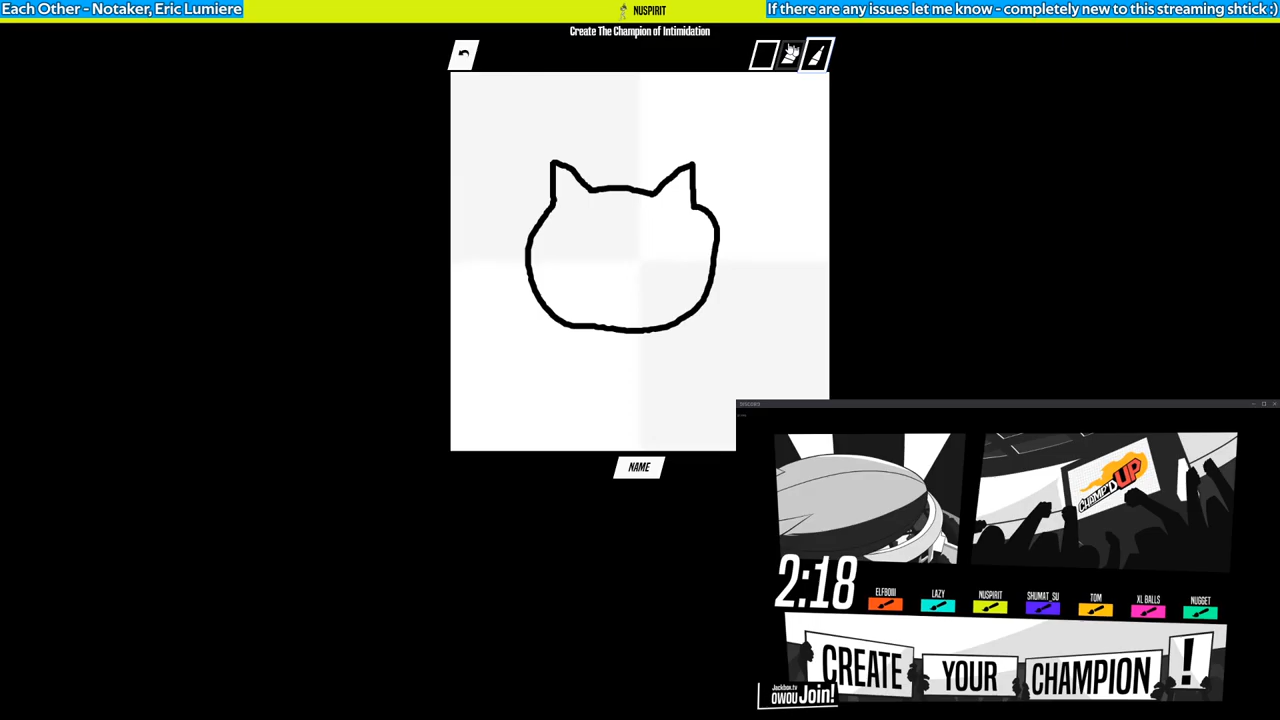 Each Other - Notaker, Eric Lumiere
NUSPIRIT
If there are any issues let me know - completely new to this streaming shtick :)
Create The Champion of Intimidation
NAME
CHAMP'D UP
2:18
ELFBOIII
LAZY
NUSPIRIT
SHUMAT_SU
TOM
XL BALLS
NUGGET
CREATE YOUR CHAMPION !
Jackbox.tv
OWOU Join!